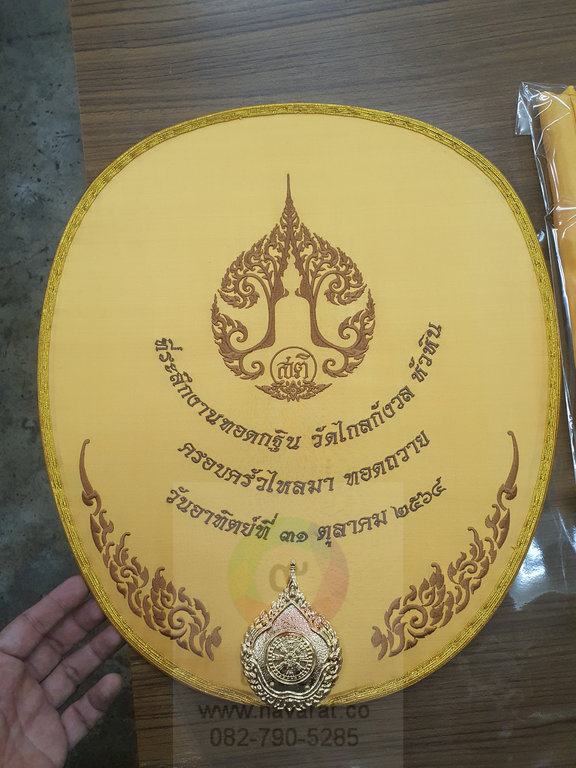 สติ
ที่ระลึกงานทอดกฐิน วัดไกลกังวล หัวหิน
ครอบครัวไหลมา ทอดถวาย
วันอาทิตย์ที่ ๓๑ ตุลาคม ๒๕๖๔
www.navarat.co
082-790-5285